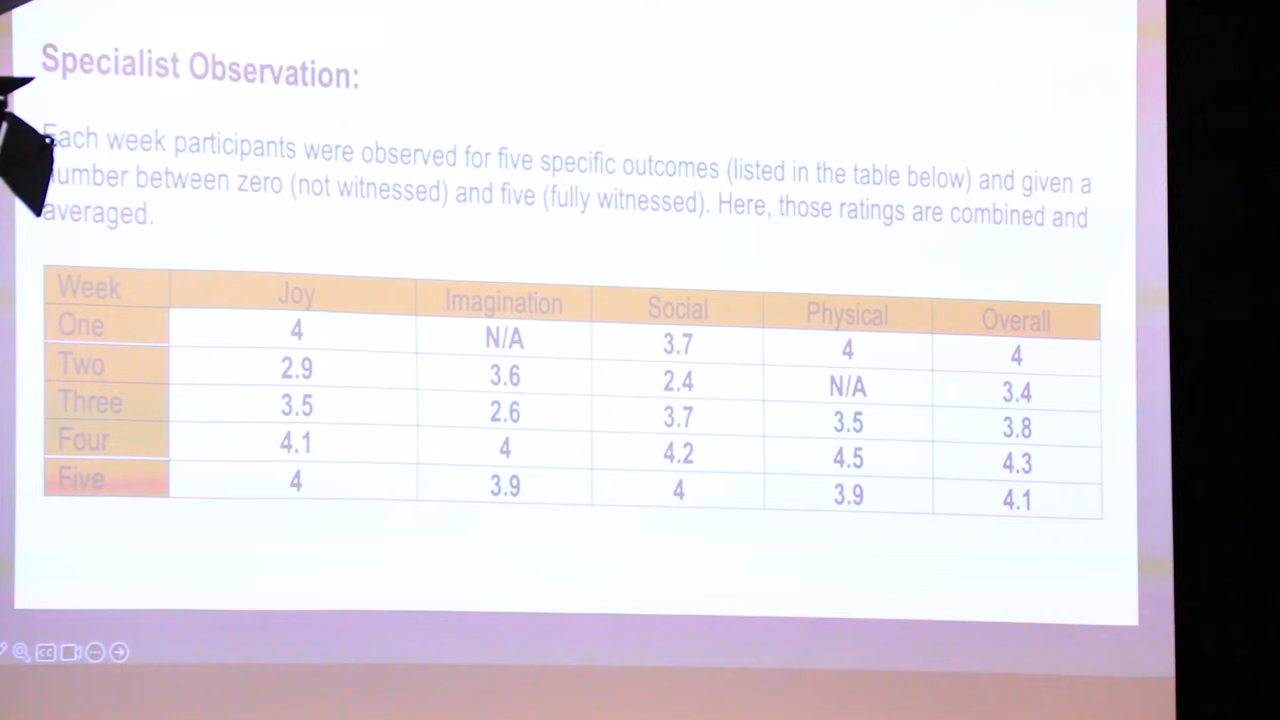 Specialist Observation:
Each week participants were observed for five specific outcomes (listed in the table below) and given a
number between zero (not witnessed) and five (fully witnessed). Here, those ratings are combined and
averaged.
Week Joy Imagination Social Physical Overall
One 4 N/A 3.7 4 4
Two 2.9 3.6 2.4 N/A 3.4
Three 3.5 2.6 3.7 3.5 3.8
Four 4.1 4 4.2 4.5 4.3
Five 4 3.9 4 3.9 4.1
CC